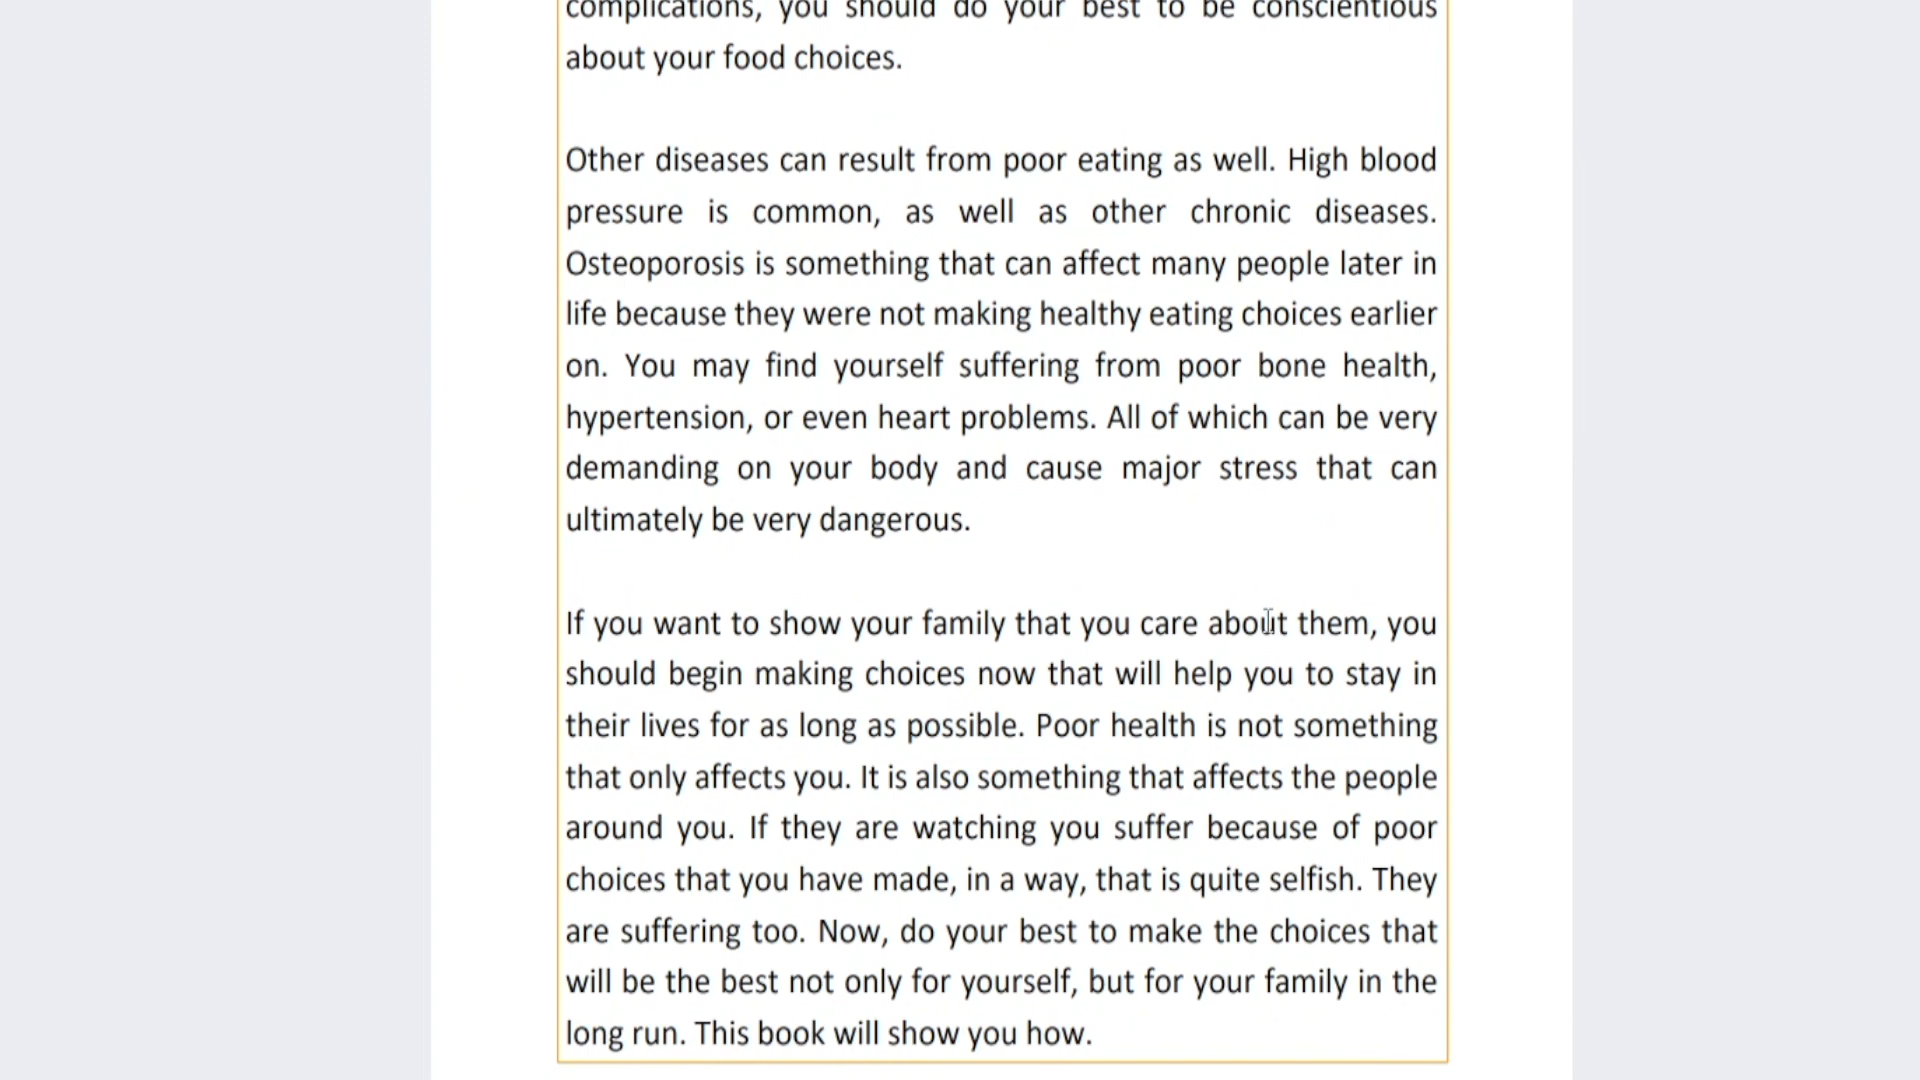 complications, you should do your best to be conscientious
about your food choices.
Other diseases can result from poor eating as well. High blood
pressure is common, as well as other chronic diseases.
Osteoporosis is something that can affect many people later in
life because they were not making healthy eating choices earlier
on. You may find yourself suffering from poor bone health,
hypertension, or even heart problems. All of which can be very
demanding on your body and cause major stress that can
ultimately be very dangerous.
If you want to show your family that you care about them, you
should begin making choices now that will help you to stay in
their lives for as long as possible. Poor health is not something
that only affects you. It is also something that affects the people
around you. If they are watching you suffer because of poor
choices that you have made, in a way, that is quite selfish. They
are suffering too. Now, do your best to make the choices that
will be the best not only for yourself, but for your family in the
long run. This book will show you how.